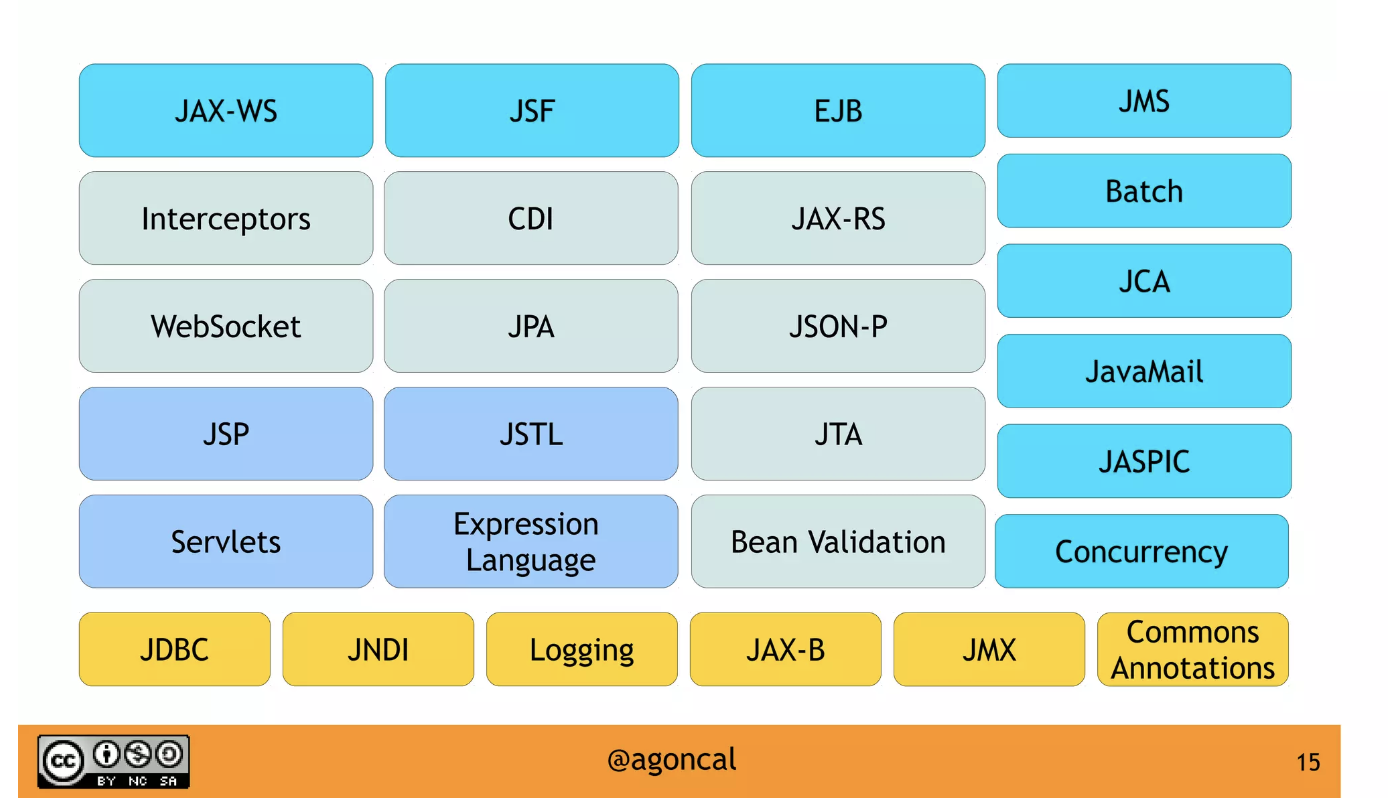 JAX-WS
JSF
EJB
JMS
Batch
Interceptors
CDI
JAX-RS
JCA
WebSocket
JPA
JSON-P
JavaMail
JSP
JSTL
JTA
JASPIC
Servlets
Expression
Language
Bean Validation
Concurrency
JDBC
JNDI
Logging
JAX-B
JMX
Commons
Annotations
cc
BY NC SA
@agoncal
15